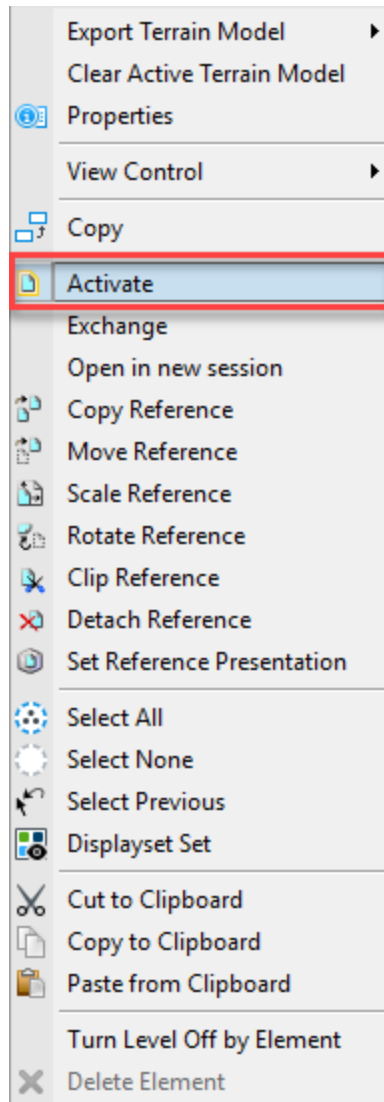 Export Terrain Model
Clear Active Terrain Model
Properties
View Control
Copy
Activate
Exchange
Open in new session
Copy Reference
Move Reference
Scale Reference
Rotate Reference
Clip Reference
Detach Reference
Set Reference Presentation
Select All
Select None
Select Previous
Displayset Set
Cut to Clipboard
Copy to Clipboard
Paste from Clipboard
Turn Level Off by Element
Delete Element